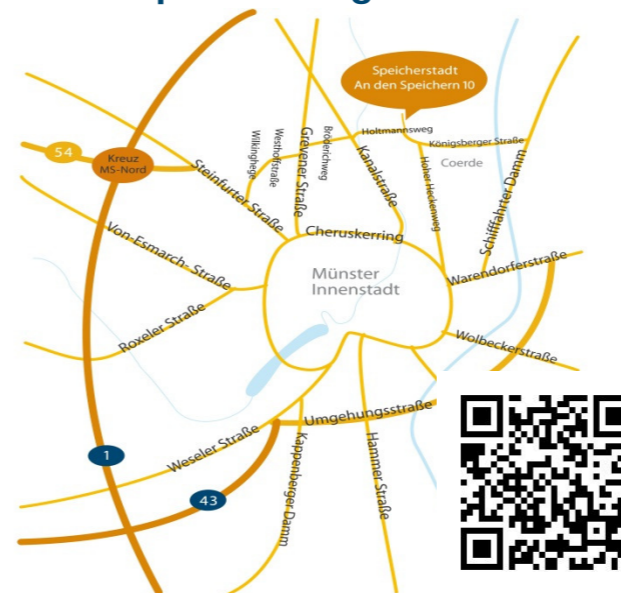 Speicherstadt
An den Speichern 10
54
Kreuz
MS-Nord
Steinfurter Straße
Wilkinghege
Westhoffstraße
Grevener Straße
Bröderichweg
Holtmannsweg
Kanalstraße
Königsberger Straße
Coerde
Hoher Heckenweg
Schifffahrter Damm
Cheruskerring
Von-Esmarch- Straße
Münster
Innenstadt
Warendorferstraße
Roxeler Straße
Wolbeckerstraße
Umgehungsstraße
Weseler Straße
Kappenberger Damm
Hammer Straße
1
43